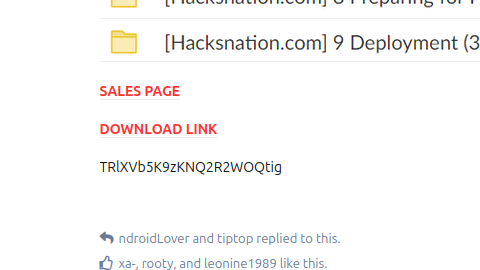 [Hacksnation.com] 9 Deployment (3
SALES PAGE
DOWNLOAD LINK
TRlXVb5K9zKNQ2R2WOQtig
ndroidLover and tiptop replied to this.
xa-, rooty, and leonine1989 like this.